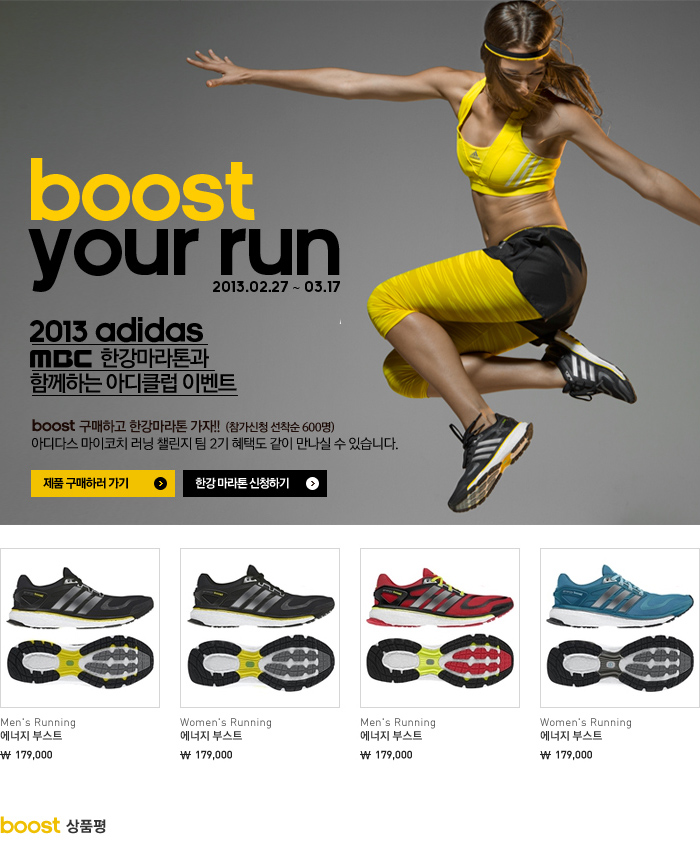 boost
your run
2013.02.27 ~ 03.17
2013 adidas
MBC 한강마라톤과
함께하는 아디클럽 이벤트
boost 구매하고 한강마라톤 가자!! (참가신청 선착순 600명)
아디다스 마이코치 러닝 챌린지 팀 2기 혜택도 같이 만나실 수 있습니다.
제품 구매하러 가기
한강 마라톤 신청하기
Men's Running
에너지 부스트
₩ 179,000
Women's Running
에너지 부스트
₩ 179,000
Men's Running
에너지 부스트
₩ 179,000
Women's Running
에너지 부스트
₩ 179,000
boost 상품평